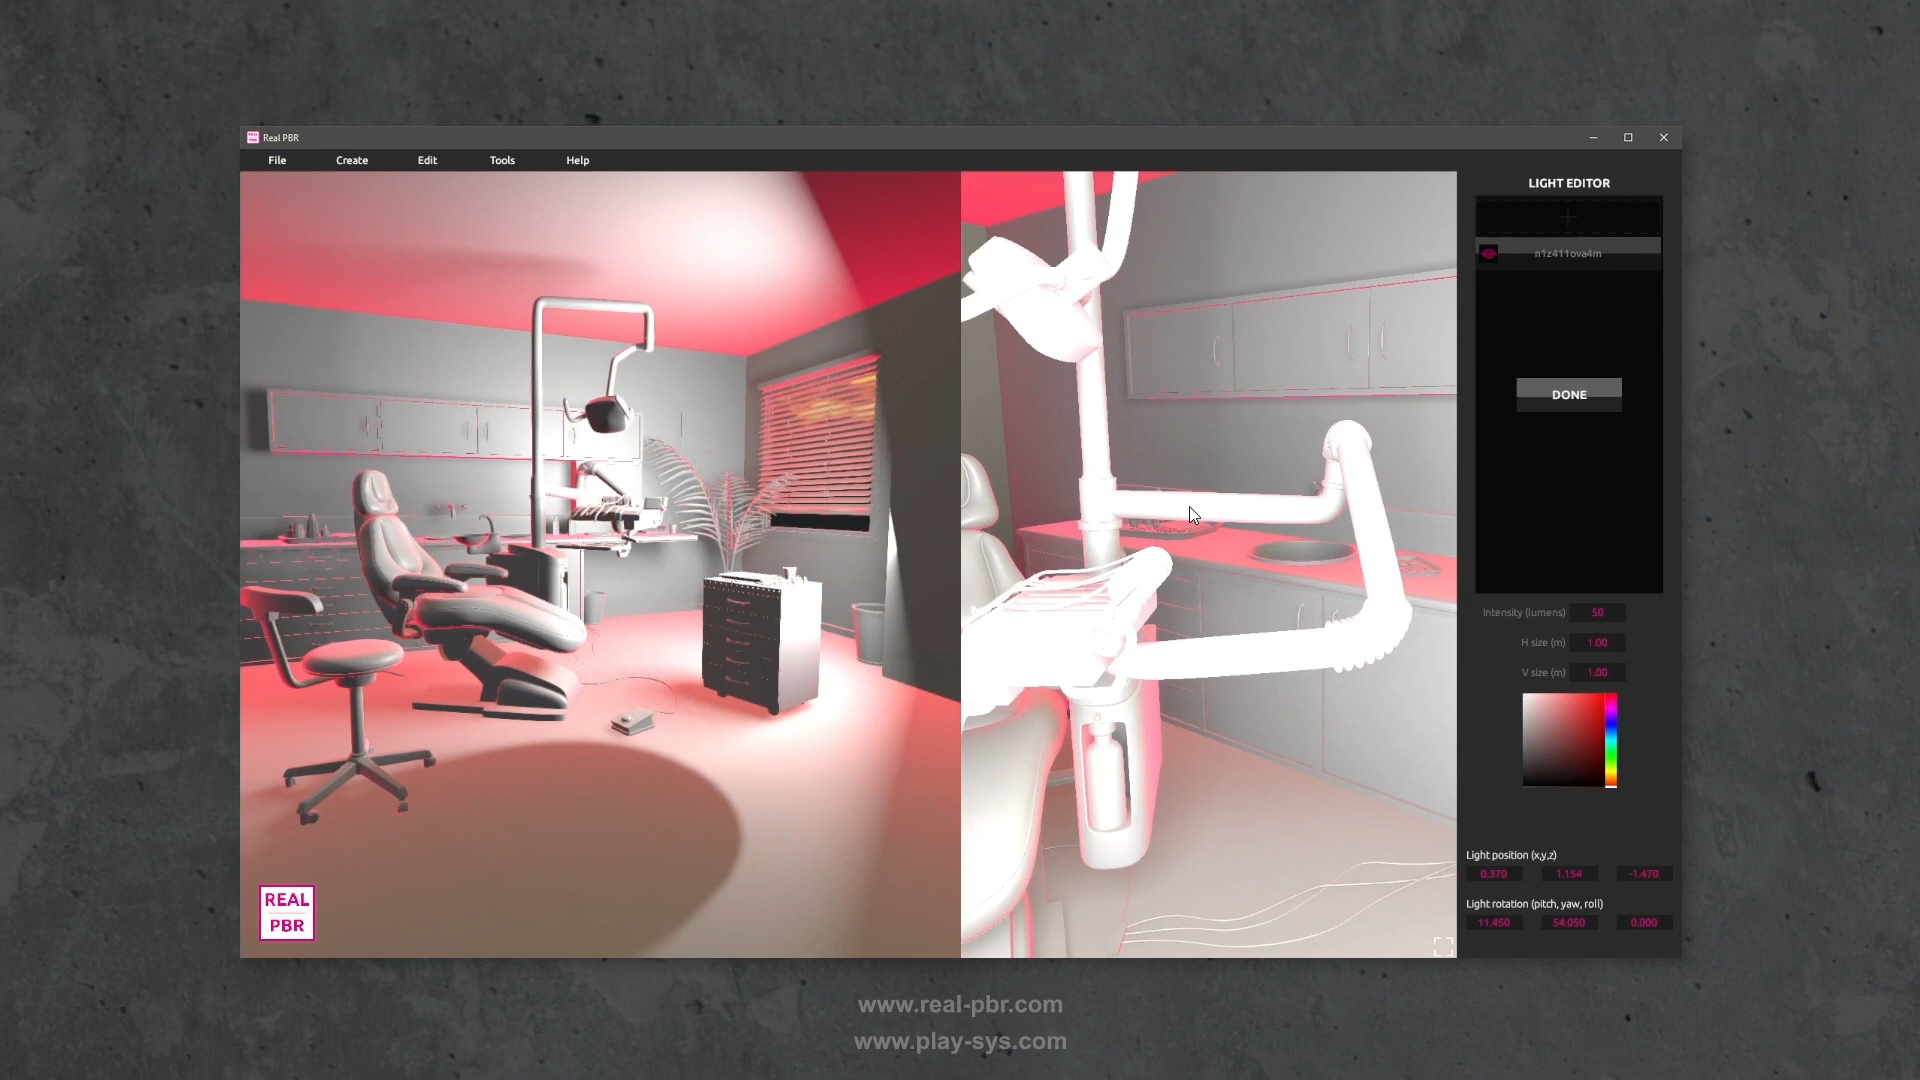 Real PBR
File Create Edit Tools Help
LIGHT EDITOR
n1z411ova4m
DONE
Intensity (lumens) 50
H size (m) 1.00
V size (m) 1.00
Light position (x,y,z)
0.370 1.154 -1.470
Light rotation (pitch, yaw, roll)
11.450 54.050 0.000
REAL
PBR
www.real-pbr.com
www.play-sys.com